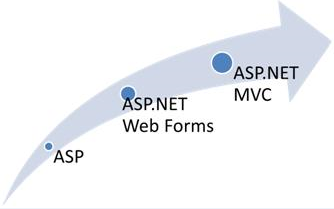 ASP
ASP.NET
Web Forms
ASP.NET
MVC